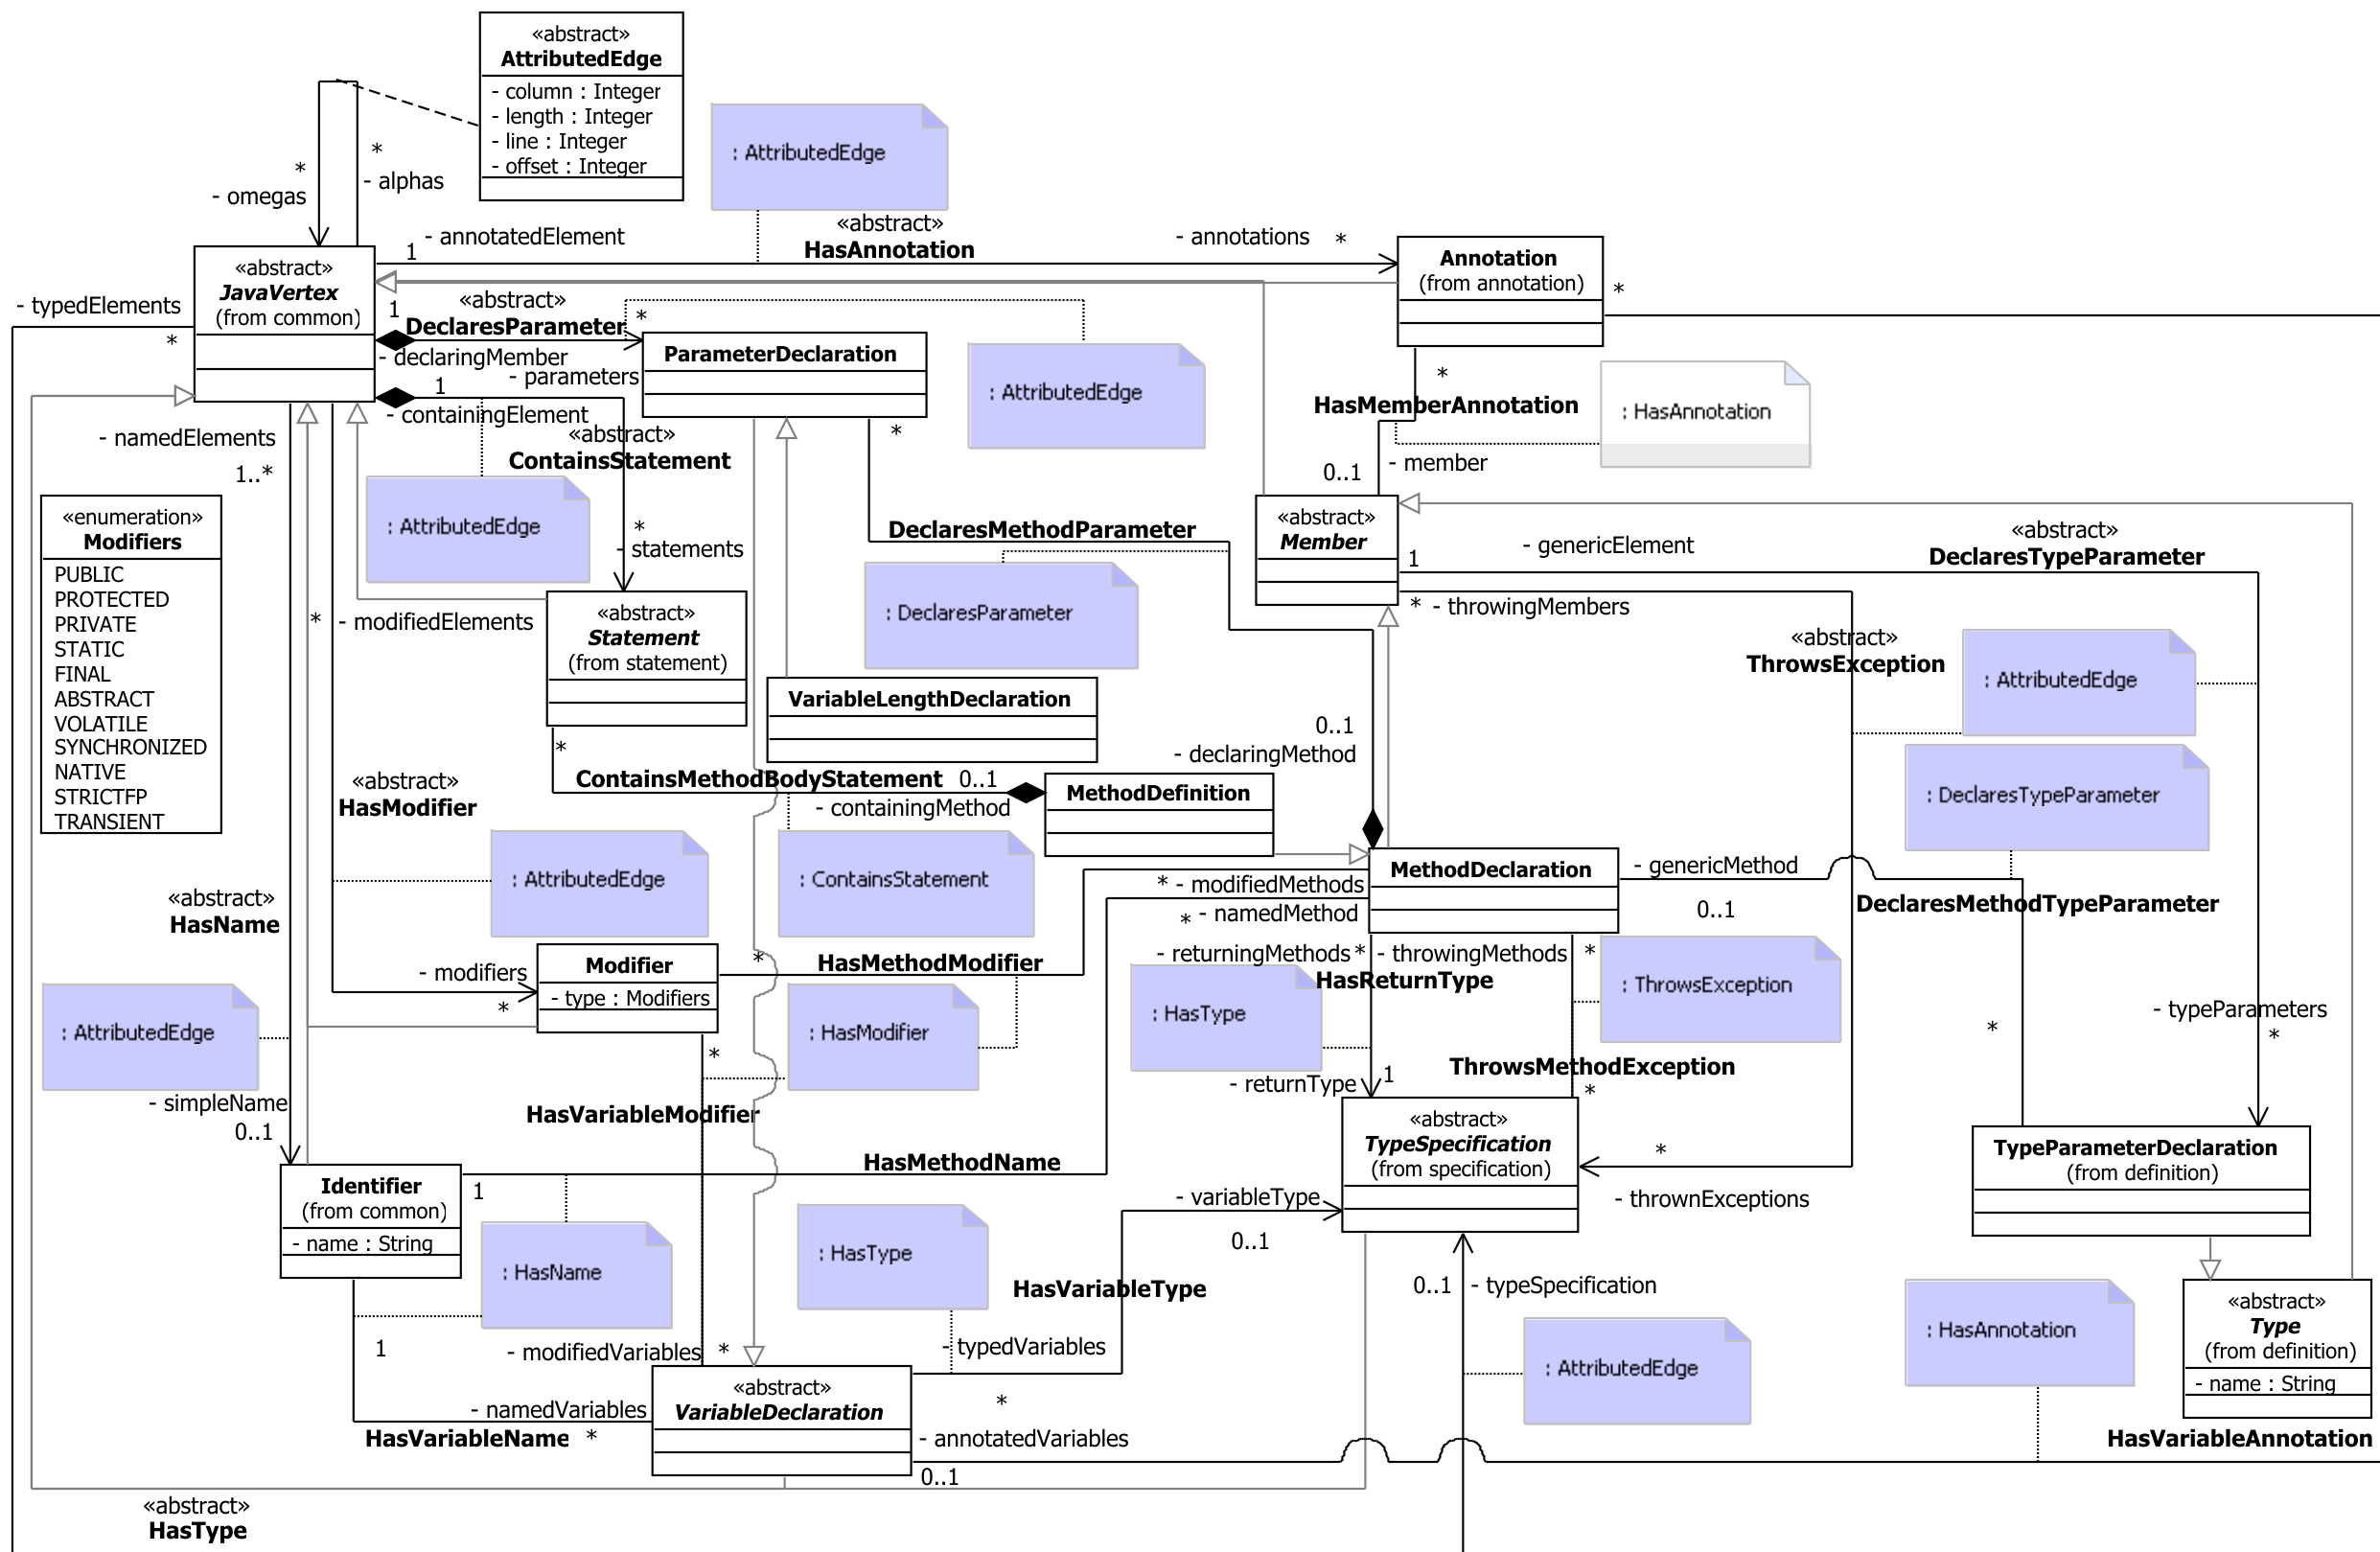 «abstract»
AttributedEdge
- column : Integer
- length : Integer
- line : Integer
- offset : Integer
: AttributedEdge
*
- alphas
*
- omegas
«abstract»
HasAnnotation
1
- annotatedElement
- annotations
*
«abstract»
JavaVertex
(from common)
Annotation
(from annotation)
*
- typedElements
*
1
«abstract»
DeclaresParameter
*
- declaringMember
- parameters
ParameterDeclaration
: AttributedEdge
*
HasMemberAnnotation
: HasAnnotation
0..1
- member
1
- containingElement
«abstract»
ContainsStatement
*
- namedElements
1..*
: AttributedEdge
*
- statements
«enumeration»
Modifiers
PUBLIC
PROTECTED
PRIVATE
STATIC
FINAL
ABSTRACT
VOLATILE
SYNCHRONIZED
NATIVE
STRICTFP
TRANSIENT
DeclaresMethodParameter
: DeclaresParameter
«abstract»
Member
1
- genericElement
«abstract»
DeclaresTypeParameter
* - throwingMembers
«abstract»
ThrowsException
: AttributedEdge
*
- modifiedElements
«abstract»
Statement
(from statement)
VariableLengthDeclaration
0..1
- declaringMethod
*
ContainsMethodBodyStatement
0..1
- containingMethod
MethodDefinition
: DeclaresTypeParameter
«abstract»
HasModifier
: AttributedEdge
: ContainsStatement
MethodDeclaration
- genericMethod
0..1
DeclaresMethodTypeParameter
* - modifiedMethods
* - namedMethod
«abstract»
HasName
- modifiers
*
Modifier
- type : Modifiers
*
HasMethodModifier
- returningMethods
*
- throwingMethods
*
HasReturnType
: HasType
: ThrowsException
: AttributedEdge
: HasModifier
*
- typeParameters
*
*
- returnType
1
ThrowsMethodException
*
- simpleName
0..1
HasVariableModifier
HasMethodName
«abstract»
TypeSpecification
(from specification)
*
- thrownExceptions
TypeParameterDeclaration
(from definition)
Identifier
(from common)
- name : String
1
: HasName
: HasType
- variableType
0..1
HasVariableType
0..1
- typeSpecification
: AttributedEdge
: HasAnnotation
«abstract»
Type
(from definition)
- name : String
1
- modifiedVariables
*
- typedVariables
*
«abstract»
VariableDeclaration
- namedVariables
HasVariableName
*
- annotatedVariables
0..1
HasVariableAnnotation
«abstract»
HasType